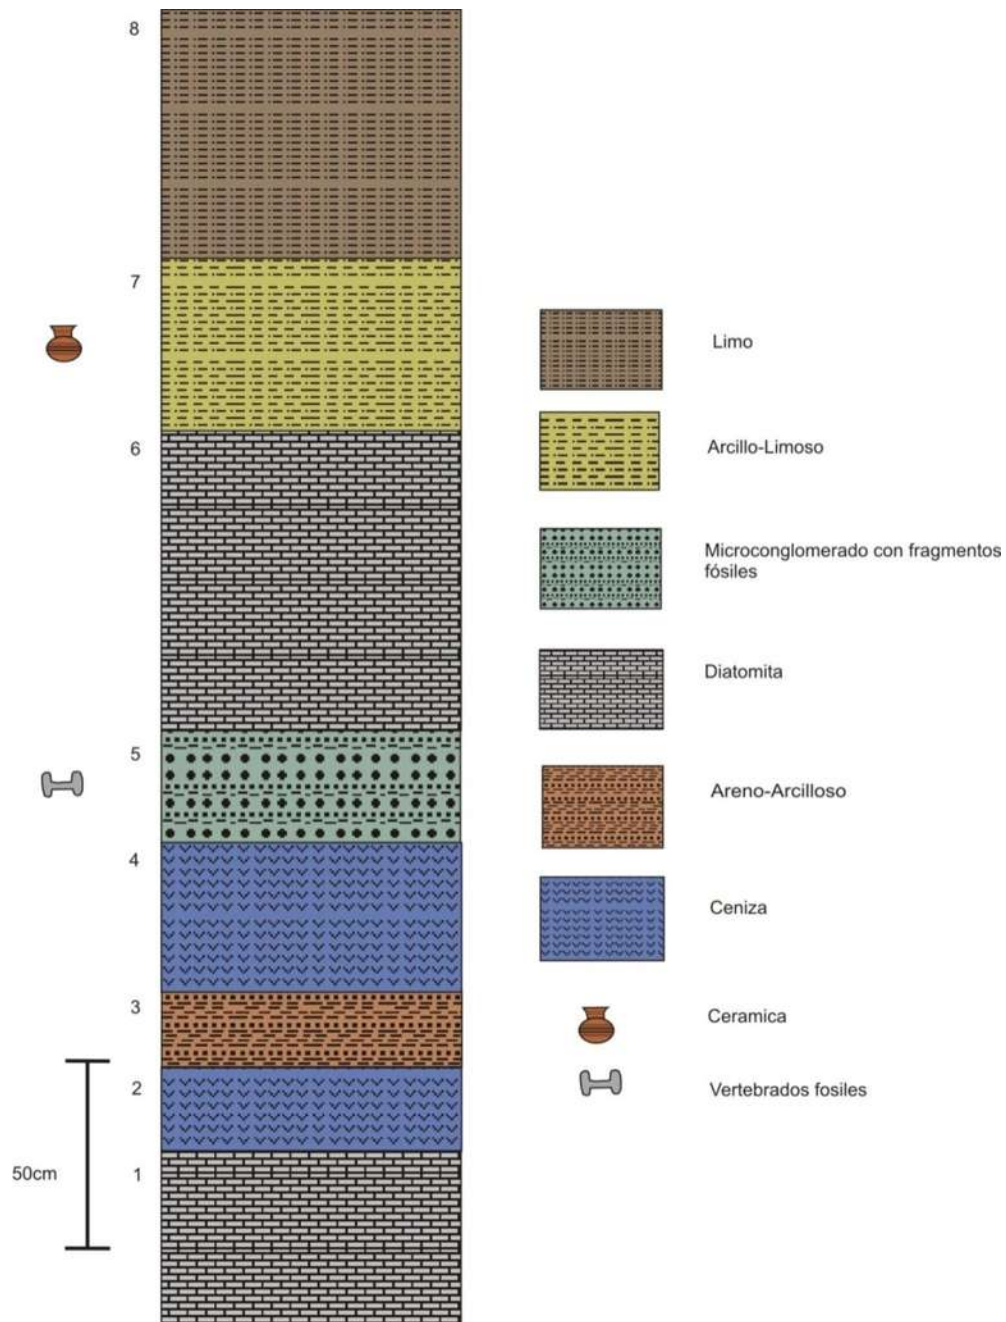 8
7
6
5
4
3
2
1
50cm
Limo
Arcillo-Limoso
Microconglomerado con fragmentos
fósiles
Diatomita
Areno-Arcilloso
Ceniza
Ceramica
Vertebrados fosiles